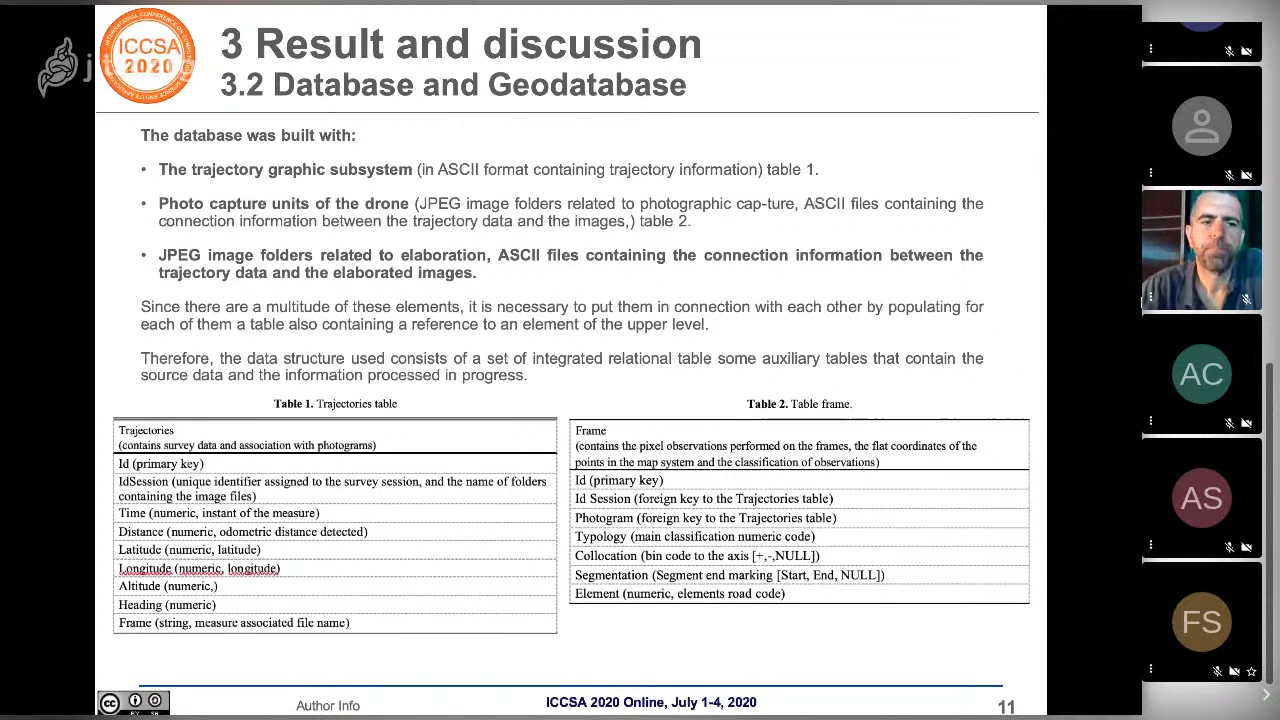 ICCSA
2020
3 Result and discussion
3.2 Database and Geodatabase
The database was built with:
• The trajectory graphic subsystem (in ASCII format containing trajectory information) table 1.
• Photo capture units of the drone (JPEG image folders related to photographic cap-ture, ASCII files containing the
connection information between the trajectory data and the images,) table 2.
• JPEG image folders related to elaboration, ASCII files containing the connection information between the
trajectory data and the elaborated images.
Since there are a multitude of these elements, it is necessary to put them in connection with each other by populating for
each of them a table also containing a reference to an element of the upper level.
Therefore, the data structure used consists of a set of integrated relational table some auxiliary tables that contain the
source data and the information processed in progress.
Table 1. Trajectories table
Trajectories
(contains survey data and association with photograms)
Id (primary key)
IdSession (unique identifier assigned to the survey session, and the name of folders
containing the image files)
Time (numeric, instant of the measure)
Distance (numeric, odometric distance detected)
Latitude (numeric, latitude)
Longitude (numeric, longitude)
Altitude (numeric,)
Heading (numeric)
Frame (string, measure associated file name)
Table 2. Table frame.
Frame
(contains the pixel observations performed on the frames, the flat coordinates of the
points in the map system and the classification of observations)
Id (primary key)
Id Session (foreign key to the Trajectories table)
Photogram (foreign key to the Trajectories table)
Typology (main classification numeric code)
Collocation (bin code to the axis [+,-,NULL])
Segmentation (Segment end marking [Start, End, NULL])
Element (numeric, elements road code)
Author Info
ICCSA 2020 Online, July 1-4, 2020
11
AC
AS
FS